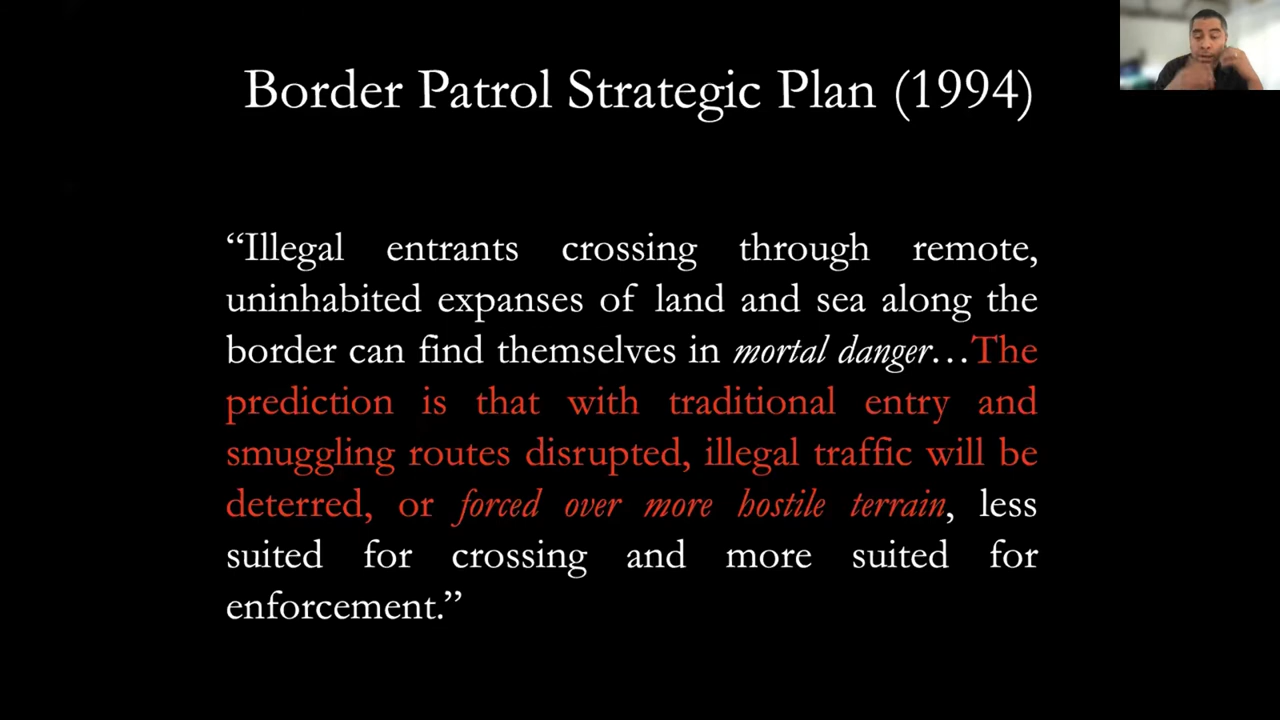 Border Patrol Strategic Plan (1994)
“Illegal entrants crossing through remote,
uninhabited expanses of land and sea along the
border can find themselves in mortal danger…The
prediction is that with traditional entry and
smuggling routes disrupted, illegal traffic will be
deterred, or forced over more hostile terrain, less
suited for crossing and more suited for
enforcement.”